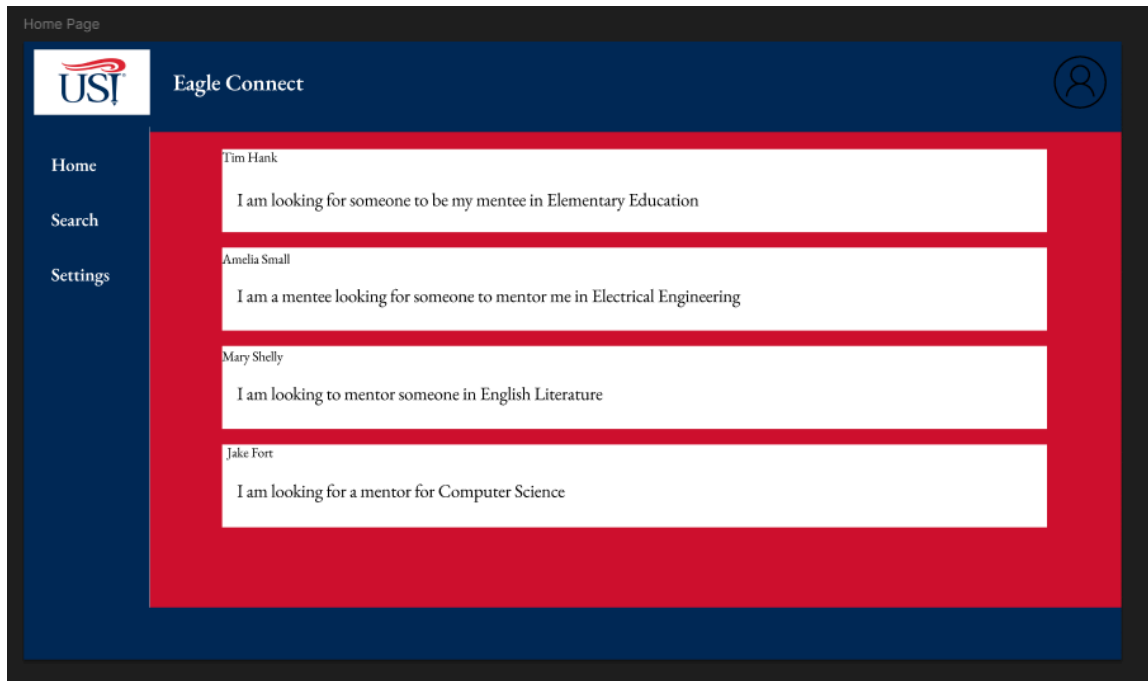 Home Page
USI
Eagle Connect
Home
Search
Settings
Tim Hank
I am looking for someone to be my mentee in Elementary Education
Amelia Small
I am a mentee looking for someone to mentor me in Electrical Engineering
Mary Shelly
I am looking to mentor someone in English Literature
Jake Fort
I am looking for a mentor for Computer Science